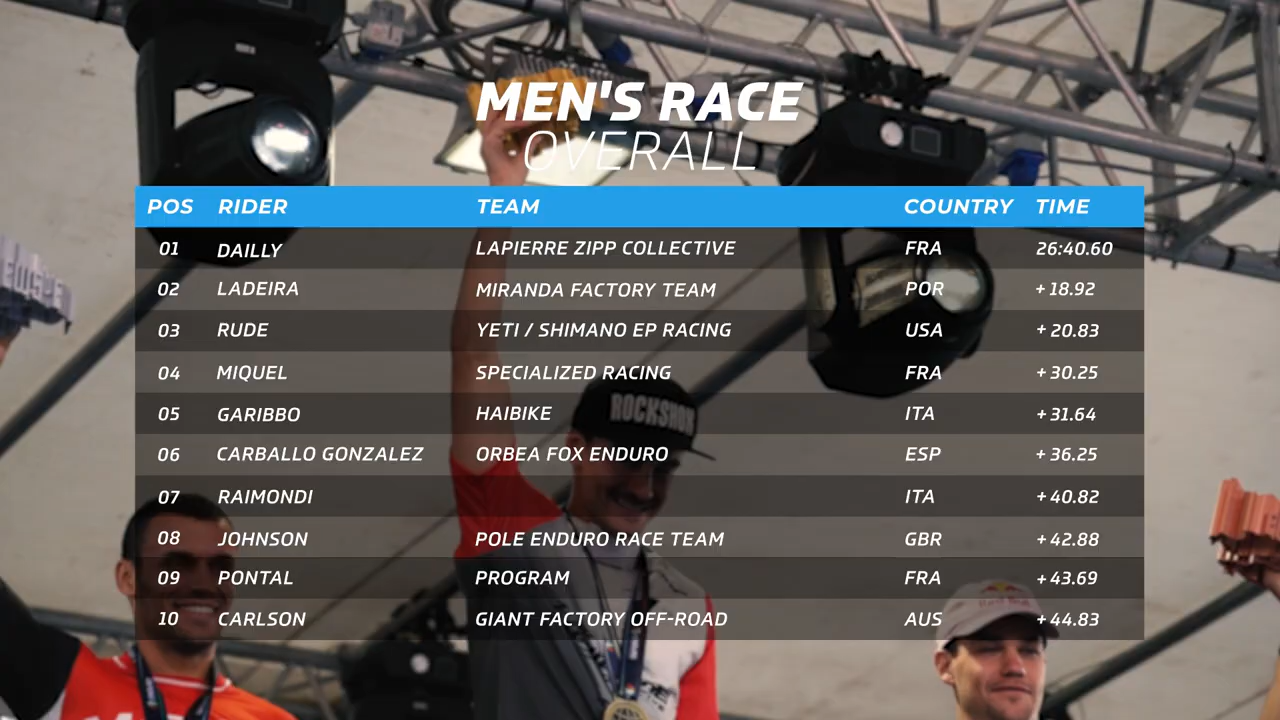 MEN'S RACE
OVERALL
POS RIDER TEAM COUNTRY TIME
01 DAILLY LAPIERRE ZIPP COLLECTIVE FRA 26:40.60
02 LADEIRA MIRANDA FACTORY TEAM POR + 18.92
03 RUDE YETI / SHIMANO EP RACING USA + 20.83
04 MIQUEL SPECIALIZED RACING FRA + 30.25
05 GARIBBO HAIBIKE ITA + 31.64
06 CARBALLO GONZALEZ ORBEA FOX ENDURO ESP + 36.25
07 RAIMONDI ITA + 40.82
08 JOHNSON POLE ENDURO RACE TEAM GBR + 42.88
09 PONTAL PROGRAM FRA + 43.69
10 CARLSON GIANT FACTORY OFF-ROAD AUS + 44.83
ROCKSHOX
Red Bull